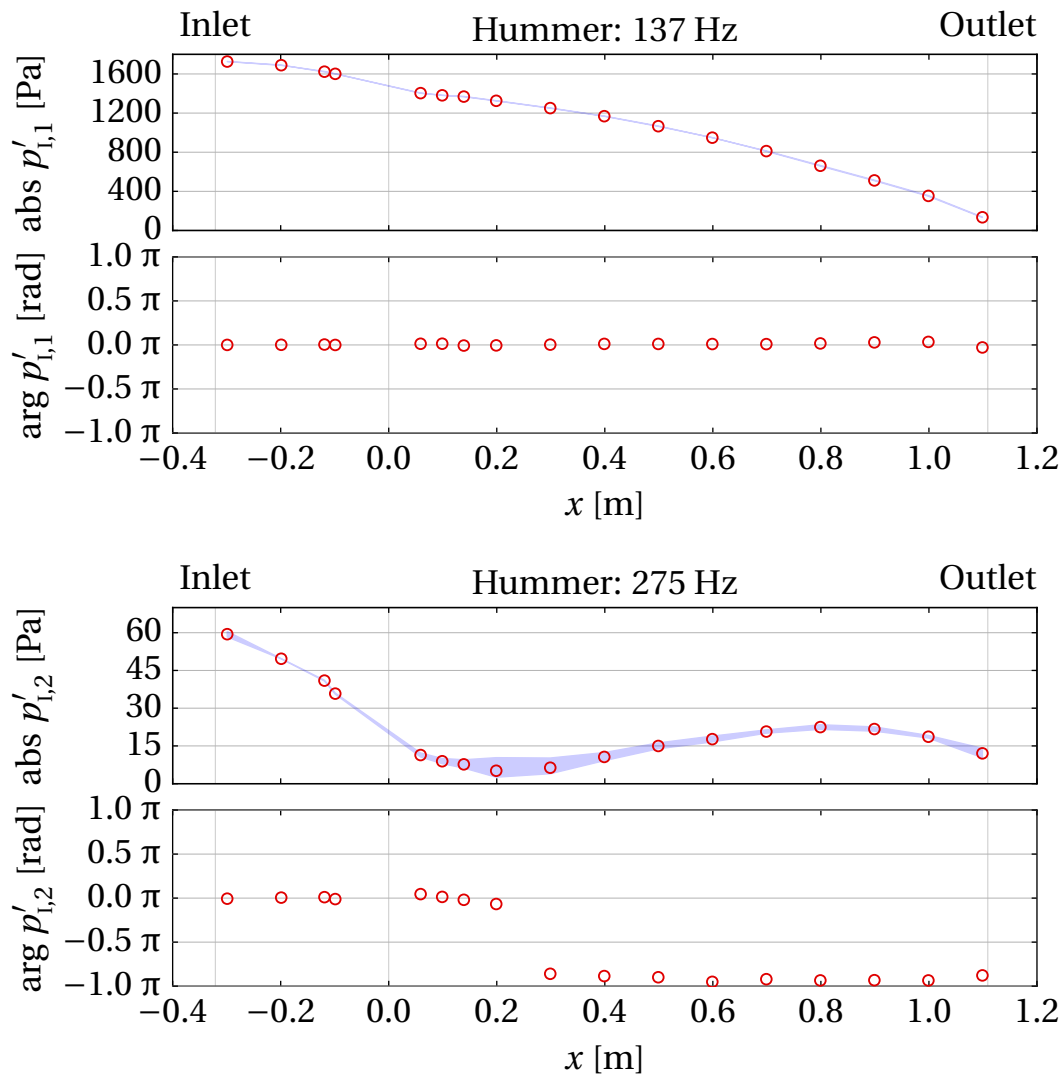 Inlet Hummer: 137 Hz Outlet
abs p′I,1 [Pa]
1600
1200
800
400
0
arg p′I,1 [rad]
1.0 π
0.5 π
0.0 π
−0.5 π
−1.0 π
−0.4 −0.2 0.0 0.2 0.4 0.6 0.8 1.0 1.2
x [m]
Inlet Hummer: 275 Hz Outlet
abs p′I,2 [Pa]
60
45
30
15
0
arg p′I,2 [rad]
1.0 π
0.5 π
0.0 π
−0.5 π
−1.0 π
−0.4 −0.2 0.0 0.2 0.4 0.6 0.8 1.0 1.2
x [m]